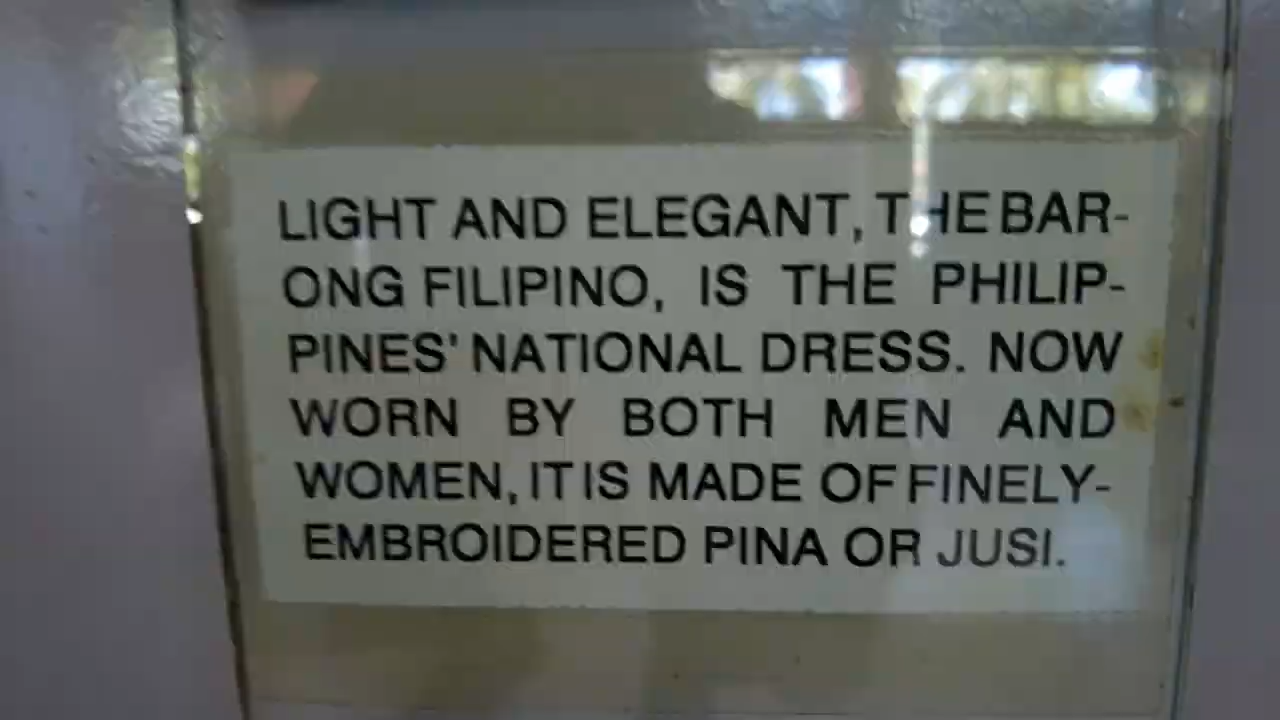 LIGHT AND ELEGANT, THE BAR-
ONG FILIPINO, IS THE PHILIP-
PINES' NATIONAL DRESS. NOW
WORN BY BOTH MEN AND
WOMEN, IT IS MADE OF FINELY-
EMBROIDERED PINA OR JUSI.